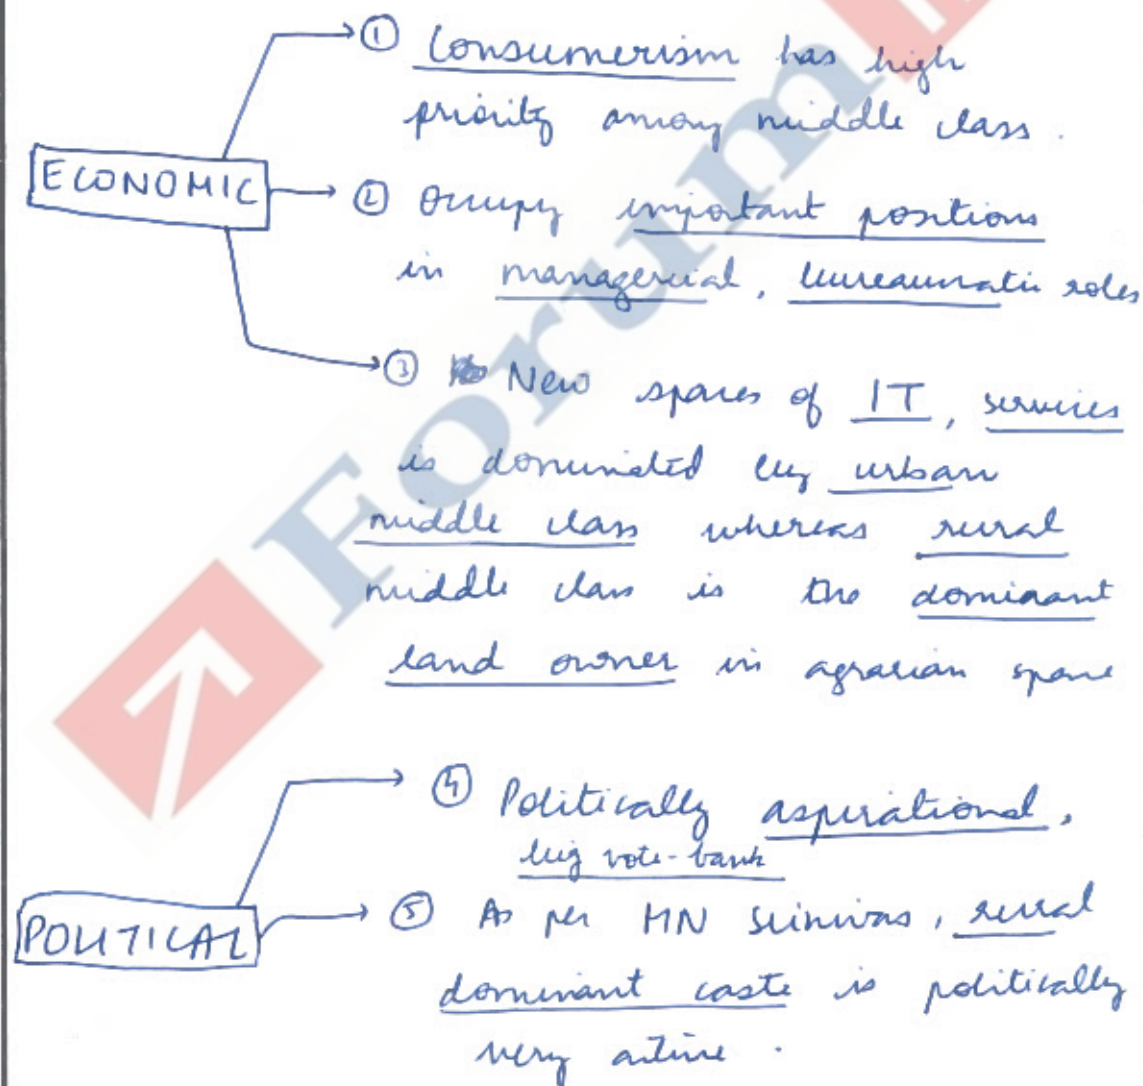 ① Consumerism has high
priority among middle class.
ECONOMIC
② Occupy important positions
in managerial, bureaucratic roles
③ New spaces of IT, services
is dominated by urban
middle class whereas rural
middle class is the dominant
land owner in agrarian space
④ Politically aspirational,
big vote-bank
POLITICAL
⑤ As per MN Srinivas, rural
dominant caste is politically
very active.
Forum